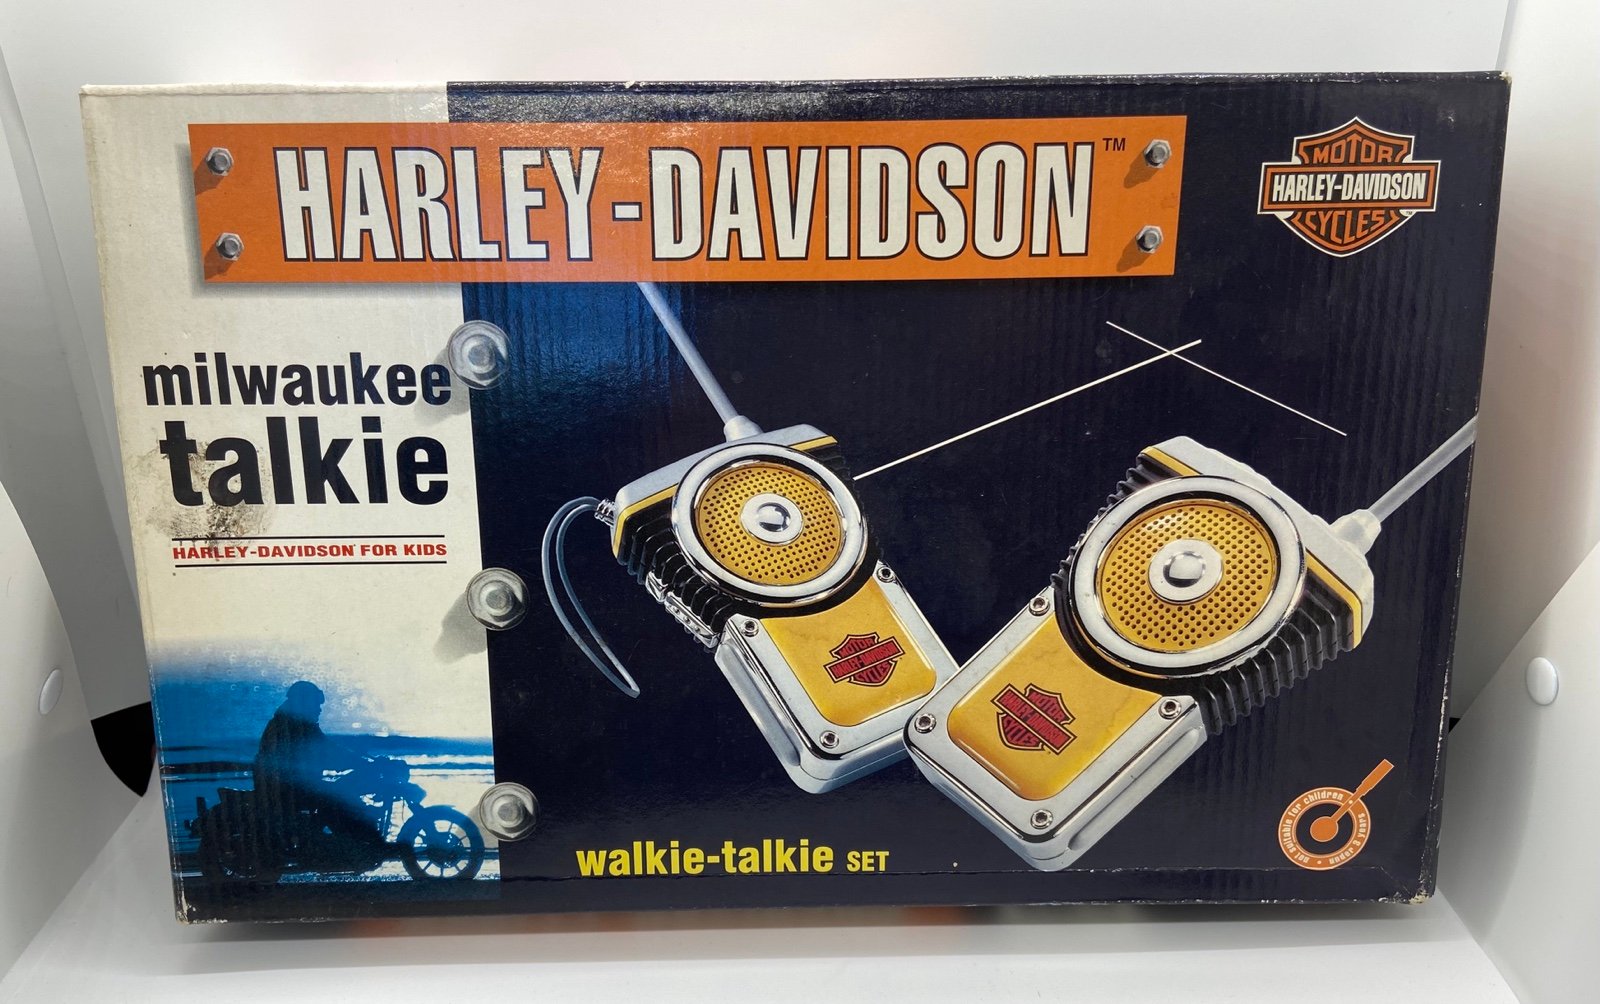 HARLEY-DAVIDSON™
MOTOR
HARLEY-DAVIDSON
CYCLES™
milwaukee
talkie
HARLEY-DAVIDSON FOR KIDS
MOTOR
HARLEY-DAVIDSON
CYCLES
MOTOR
HARLEY-DAVIDSON
CYCLES
walkie-talkie SET
not suitable for children
under 3 years